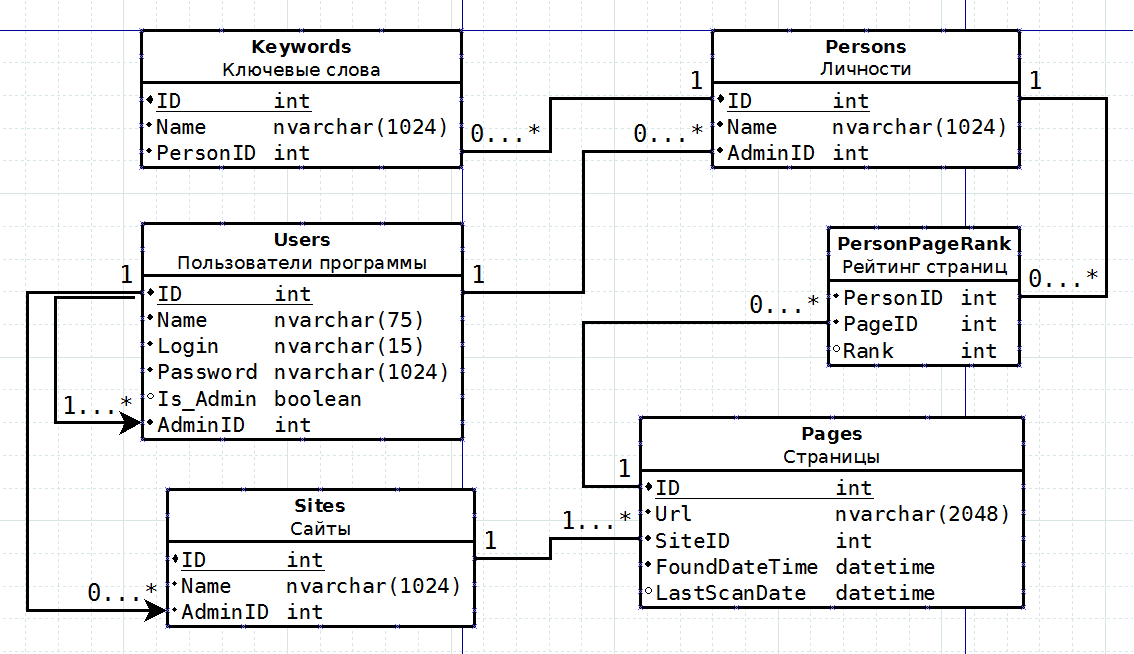 Keywords
Ключевые слова
ID int
Name nvarchar(1024)
PersonID int
0...*
1
Persons
Личности
ID int
Name nvarchar(1024)
AdminID int
0...*
1
Users
Пользователи программы
ID int
Name nvarchar(75)
Login nvarchar(15)
Password nvarchar(1024)
Is_Admin boolean
AdminID int
1
1
1...*
PersonPageRank
Рейтинг страниц
PersonID int
PageID int
Rank int
0...*
0...*
Sites
Сайты
ID int
Name nvarchar(1024)
AdminID int
0...*
1
Pages
Страницы
ID int
Url nvarchar(2048)
SiteID int
FoundDateTime datetime
LastScanDate datetime
1
1...*